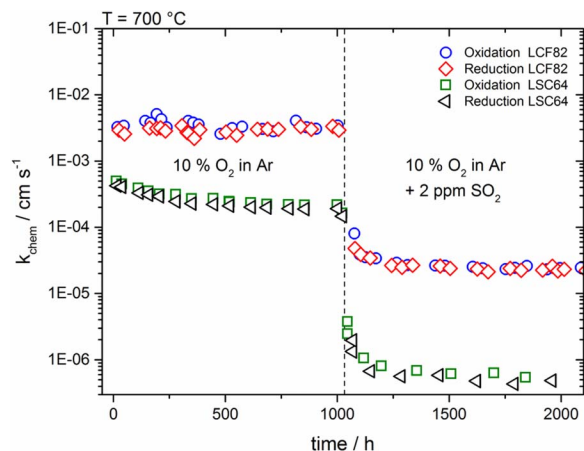 T = 700 °C
1E-01
1E-02
1E-03
1E-04
1E-05
1E-06
k_chem / cm s⁻¹
Oxidation LCF82
Reduction LCF82
Oxidation LSC64
Reduction LSC64
10 % O₂ in Ar
10 % O₂ in Ar
+ 2 ppm SO₂
0 500 1000 1500 2000
time / h